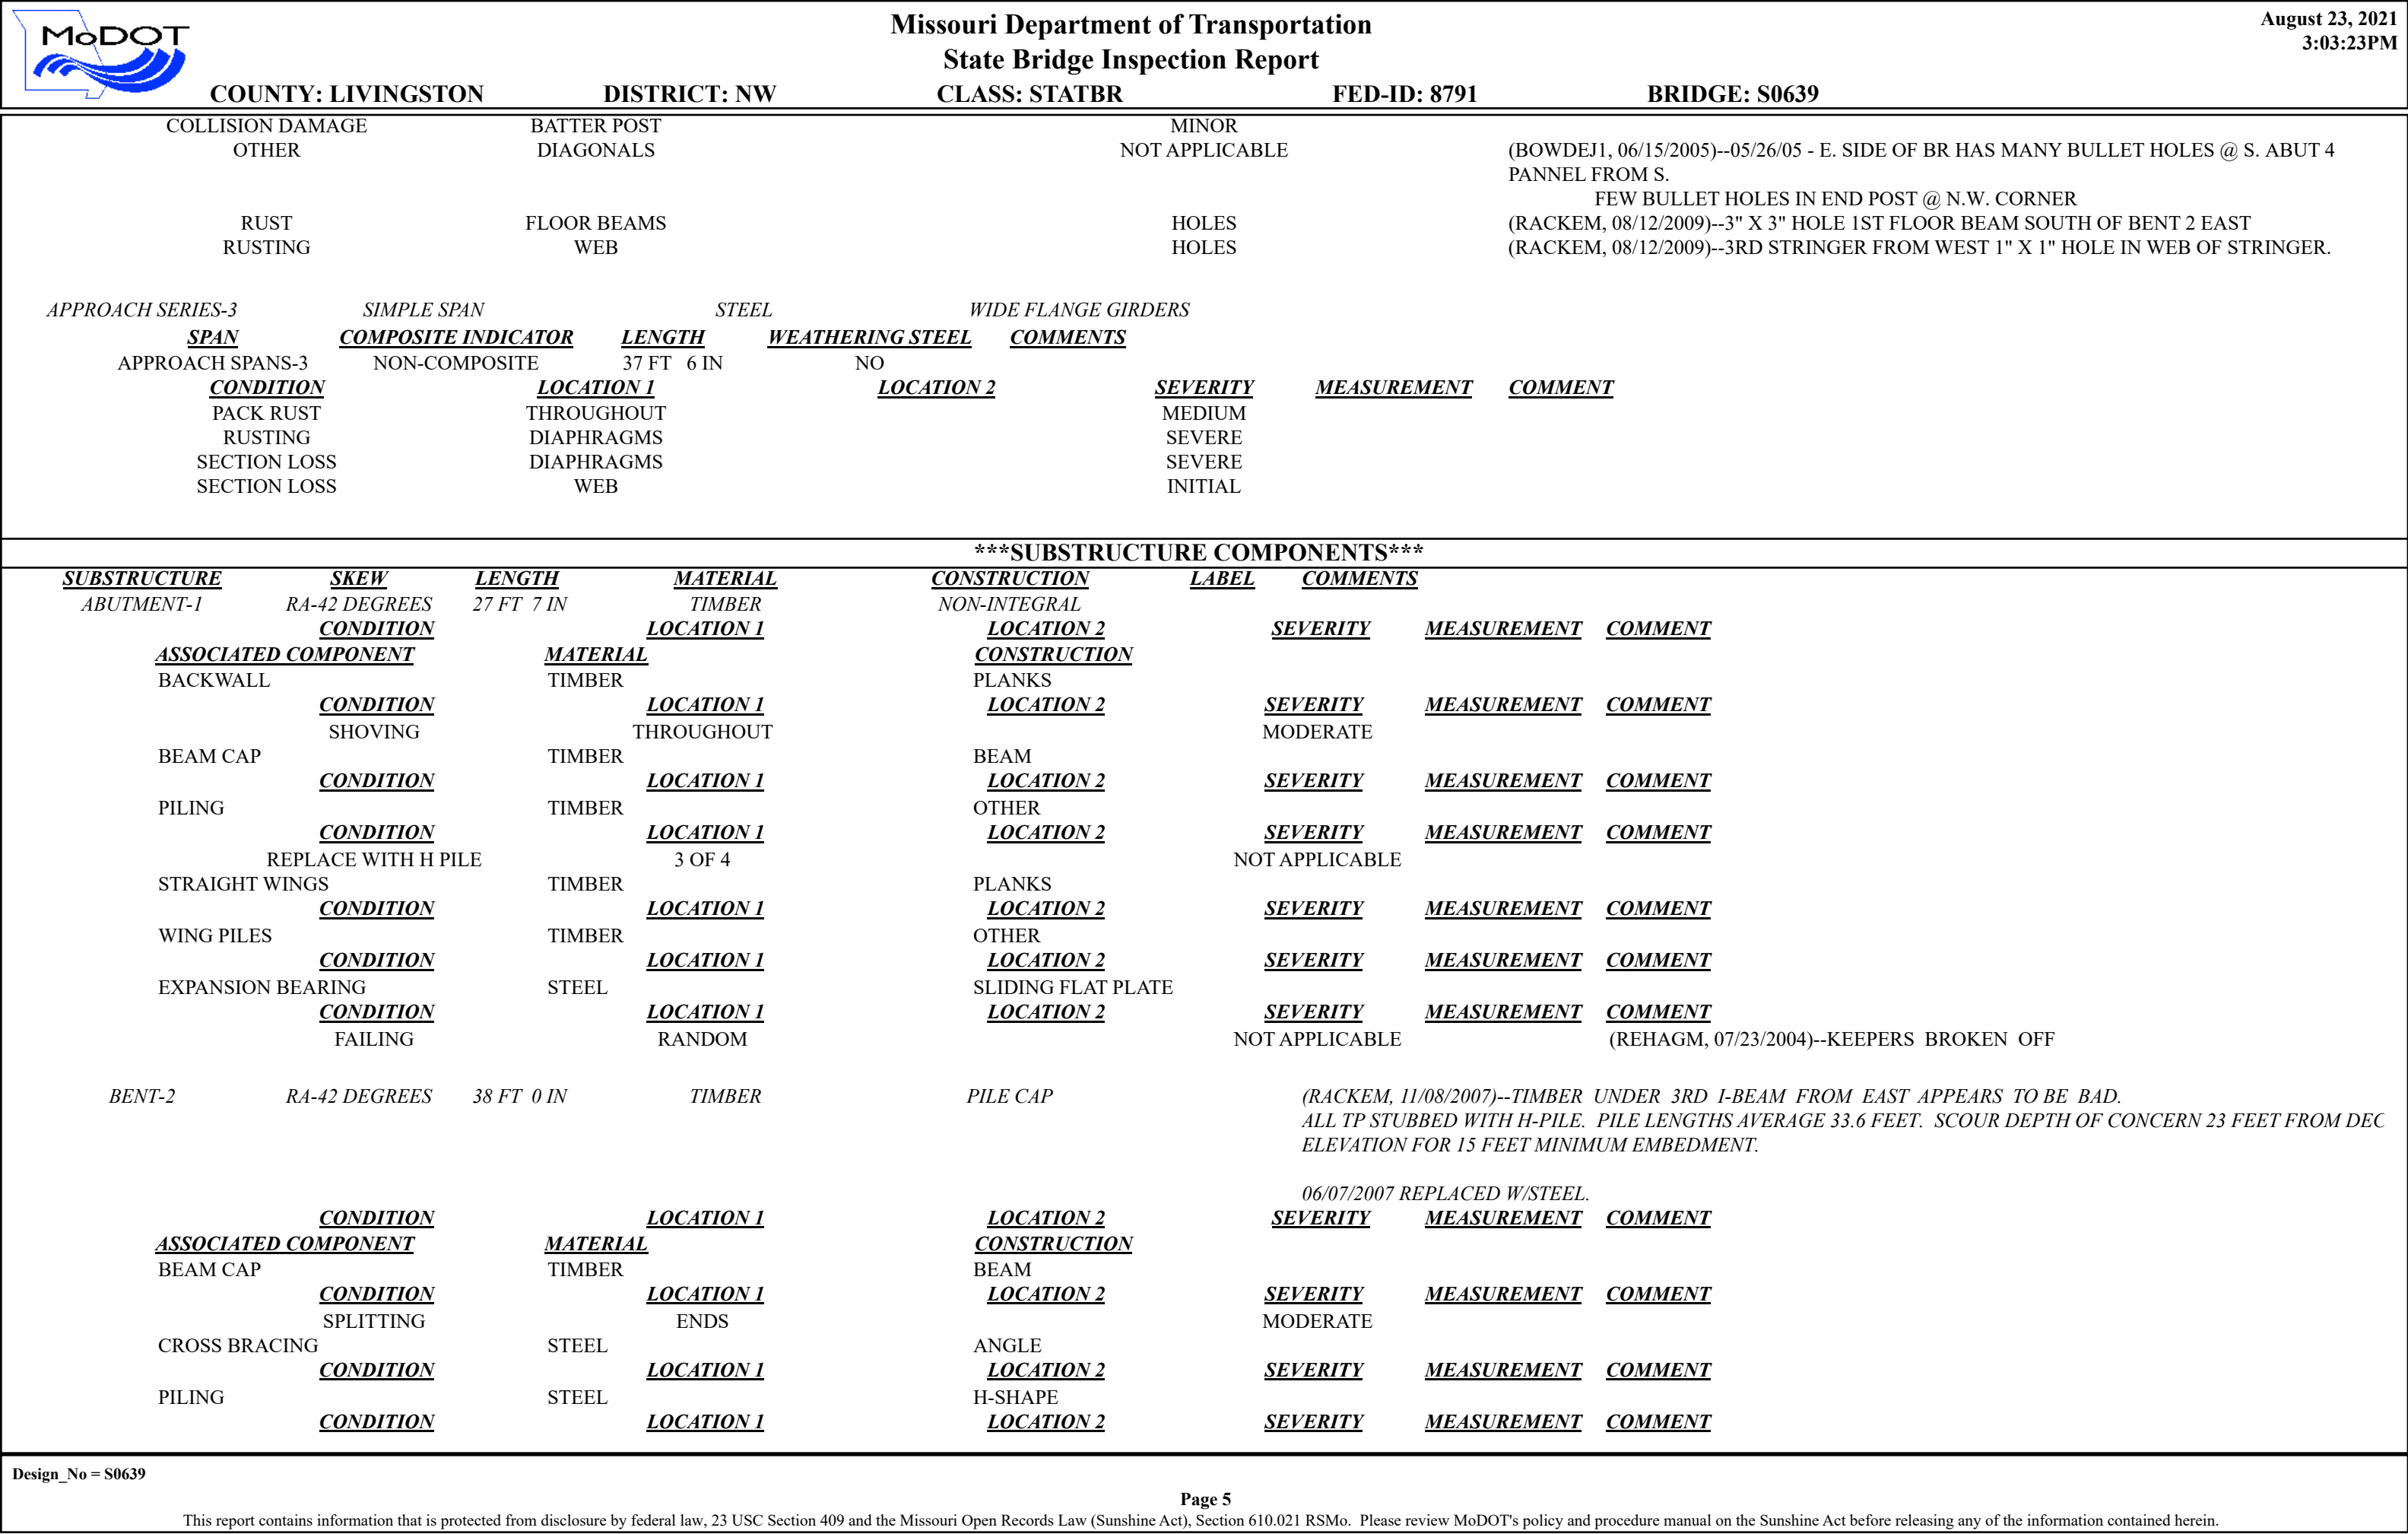 MoDOT
Missouri Department of Transportation
State Bridge Inspection Report
August 23, 2021
3:03:23PM
COUNTY: LIVINGSTON DISTRICT: NW CLASS: STATBR FED-ID: 8791 BRIDGE: S0639
COLLISION DAMAGE BATTER POST MINOR
OTHER DIAGONALS NOT APPLICABLE (BOWDEJ1, 06/15/2005)--05/26/05 - E. SIDE OF BR HAS MANY BULLET HOLES @ S. ABUT 4
PANNEL FROM S.
FEW BULLET HOLES IN END POST @ N.W. CORNER
RUST FLOOR BEAMS HOLES (RACKEM, 08/12/2009)--3" X 3" HOLE 1ST FLOOR BEAM SOUTH OF BENT 2 EAST
RUSTING WEB HOLES (RACKEM, 08/12/2009)--3RD STRINGER FROM WEST 1" X 1" HOLE IN WEB OF STRINGER.
APPROACH SERIES-3 SIMPLE SPAN STEEL WIDE FLANGE GIRDERS
SPAN COMPOSITE INDICATOR LENGTH WEATHERING STEEL COMMENTS
APPROACH SPANS-3 NON-COMPOSITE 37 FT 6 IN NO
CONDITION LOCATION 1 LOCATION 2 SEVERITY MEASUREMENT COMMENT
PACK RUST THROUGHOUT MEDIUM
RUSTING DIAPHRAGMS SEVERE
SECTION LOSS DIAPHRAGMS SEVERE
SECTION LOSS WEB INITIAL
***SUBSTRUCTURE COMPONENTS***
SUBSTRUCTURE SKEW LENGTH MATERIAL CONSTRUCTION LABEL COMMENTS
ABUTMENT-1 RA-42 DEGREES 27 FT 7 IN TIMBER NON-INTEGRAL
CONDITION LOCATION 1 LOCATION 2 SEVERITY MEASUREMENT COMMENT
ASSOCIATED COMPONENT MATERIAL CONSTRUCTION
BACKWALL TIMBER PLANKS
CONDITION LOCATION 1 LOCATION 2 SEVERITY MEASUREMENT COMMENT
SHOVING THROUGHOUT MODERATE
BEAM CAP TIMBER BEAM
CONDITION LOCATION 1 LOCATION 2 SEVERITY MEASUREMENT COMMENT
PILING TIMBER OTHER
CONDITION LOCATION 1 LOCATION 2 SEVERITY MEASUREMENT COMMENT
REPLACE WITH H PILE 3 OF 4 NOT APPLICABLE
STRAIGHT WINGS TIMBER PLANKS
CONDITION LOCATION 1 LOCATION 2 SEVERITY MEASUREMENT COMMENT
WING PILES TIMBER OTHER
CONDITION LOCATION 1 LOCATION 2 SEVERITY MEASUREMENT COMMENT
EXPANSION BEARING STEEL SLIDING FLAT PLATE
CONDITION LOCATION 1 LOCATION 2 SEVERITY MEASUREMENT COMMENT
FAILING RANDOM NOT APPLICABLE (REHAGM, 07/23/2004)--KEEPERS BROKEN OFF
BENT-2 RA-42 DEGREES 38 FT 0 IN TIMBER PILE CAP (RACKEM, 11/08/2007)--TIMBER UNDER 3RD I-BEAM FROM EAST APPEARS TO BE BAD.
ALL TP STUBBED WITH H-PILE. PILE LENGTHS AVERAGE 33.6 FEET. SCOUR DEPTH OF CONCERN 23 FEET FROM DEC
ELEVATION FOR 15 FEET MINIMUM EMBEDMENT.
06/07/2007 REPLACED W/STEEL.
CONDITION LOCATION 1 LOCATION 2 SEVERITY MEASUREMENT COMMENT
ASSOCIATED COMPONENT MATERIAL CONSTRUCTION
BEAM CAP TIMBER BEAM
CONDITION LOCATION 1 LOCATION 2 SEVERITY MEASUREMENT COMMENT
SPLITTING ENDS MODERATE
CROSS BRACING STEEL ANGLE
CONDITION LOCATION 1 LOCATION 2 SEVERITY MEASUREMENT COMMENT
PILING STEEL H-SHAPE
CONDITION LOCATION 1 LOCATION 2 SEVERITY MEASUREMENT COMMENT
Design_No = S0639
Page 5
This report contains information that is protected from disclosure by federal law, 23 USC Section 409 and the Missouri Open Records Law (Sunshine Act), Section 610.021 RSMo. Please review MoDOT's policy and procedure manual on the Sunshine Act before releasing any of the information contained herein.